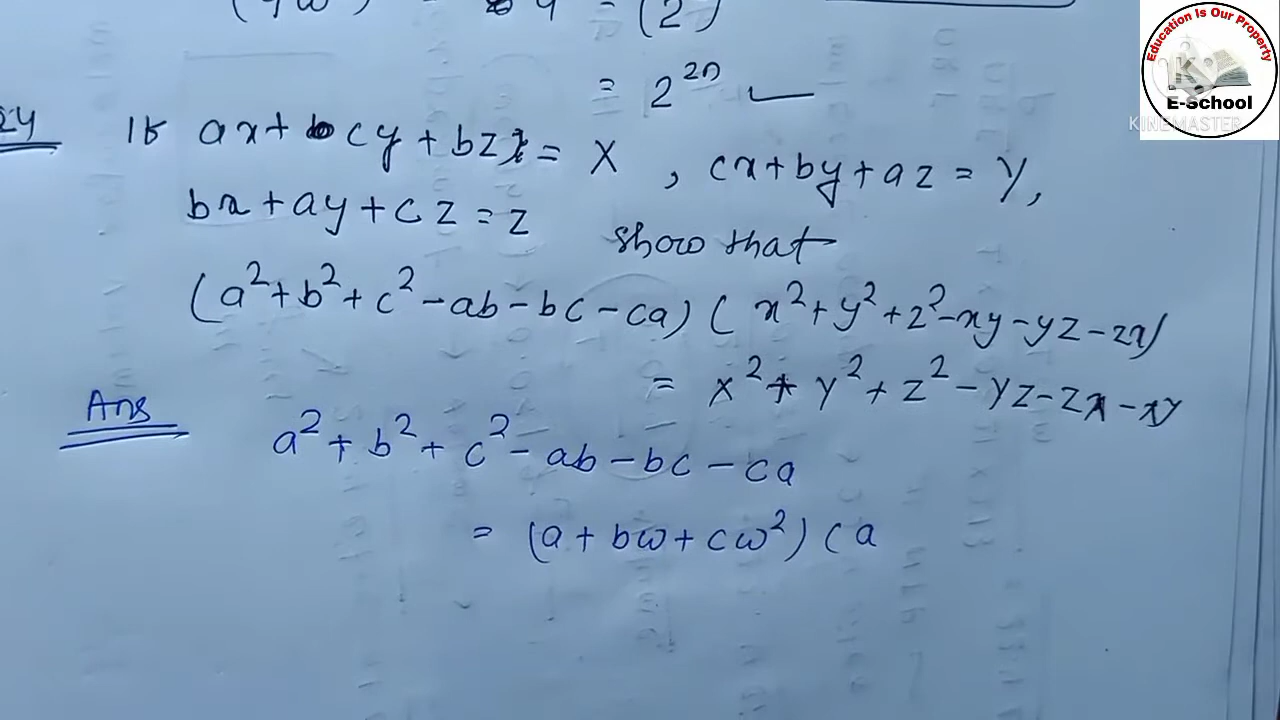 = (2)
= 2²ⁿ
24 If ax + cy + bz = X , cx + by + az = Y,
bx + ay + cz = Z show that
(a² + b² + c² - ab - bc - ca) ( x² + y² + z² - xy - yz - zx)
= X² + Y² + Z² - YZ - ZX - XY
Ans a² + b² + c² - ab - bc - ca
= (a + bω + cω²) (a
Education Is Our Property
E-School
KINEMASTER